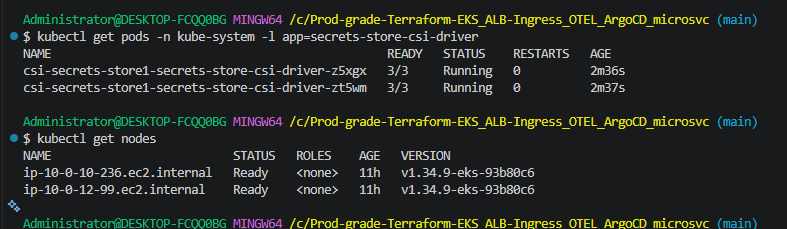 Administrator@DESKTOP-FCQQ0BG MINGW64 /c/Prod-grade-Terraform-EKS_ALB-Ingress_OTEL_ArgoCD_microsvc (main)
$ kubectl get pods -n kube-system -l app=secrets-store-csi-driver
NAME READY STATUS RESTARTS AGE
csi-secrets-store1-secrets-store-csi-driver-z5xgx 3/3 Running 0 2m36s
csi-secrets-store1-secrets-store-csi-driver-zt5wm 3/3 Running 0 2m37s
Administrator@DESKTOP-FCQQ0BG MINGW64 /c/Prod-grade-Terraform-EKS_ALB-Ingress_OTEL_ArgoCD_microsvc (main)
$ kubectl get nodes
NAME STATUS ROLES AGE VERSION
ip-10-0-10-236.ec2.internal Ready <none> 11h v1.34.9-eks-93b80c6
ip-10-0-12-99.ec2.internal Ready <none> 11h v1.34.9-eks-93b80c6
Administrator@DESKTOP-FCQQ0BG MINGW64 /c/Prod-grade-Terraform-EKS_ALB-Ingress_OTEL_ArgoCD_microsvc (main)